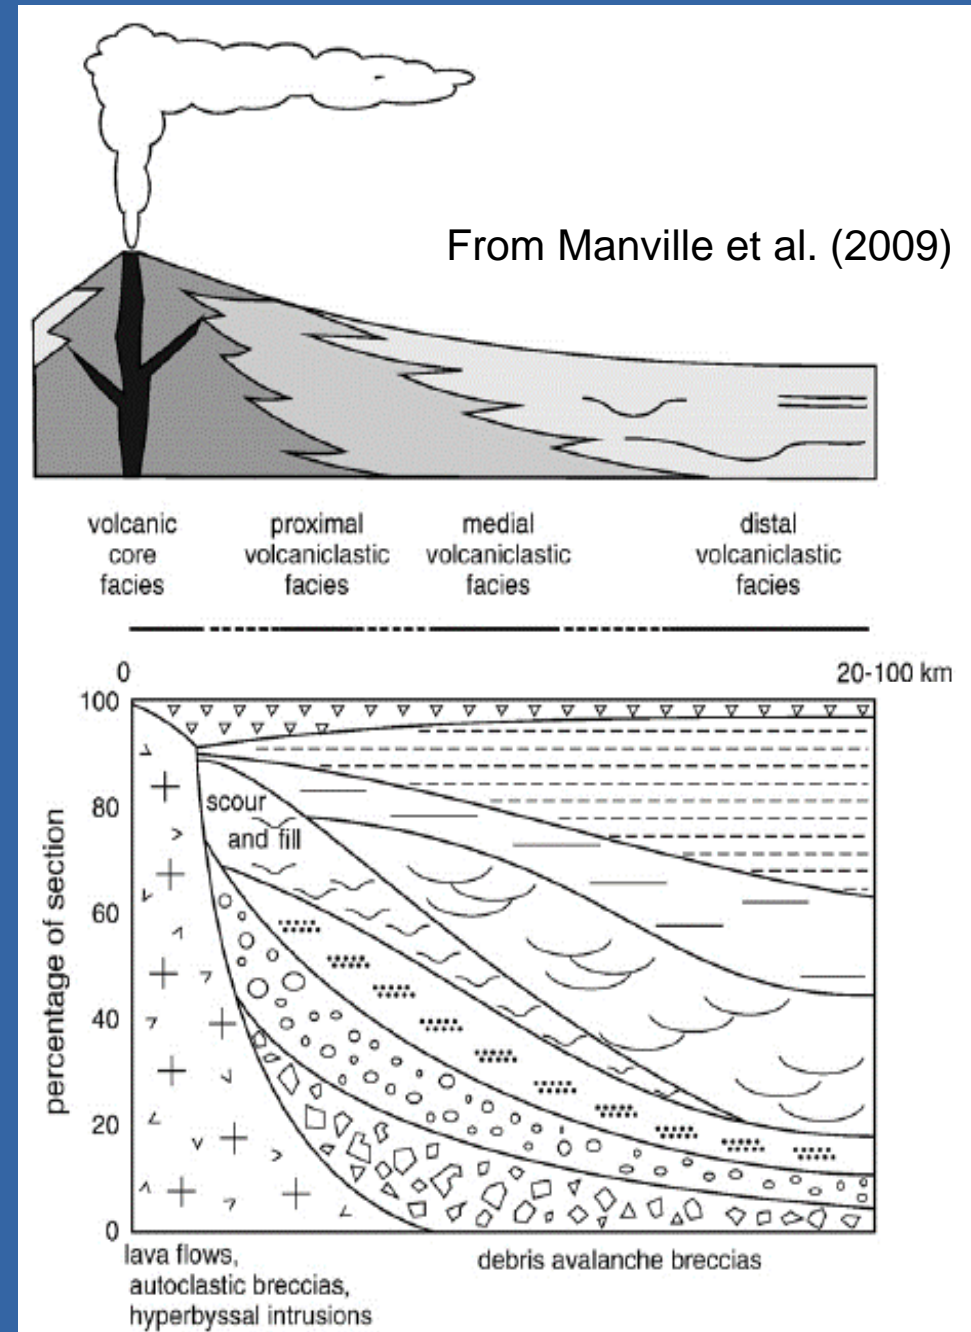 From Manville et al. (2009)
volcanic
core
facies
proximal
volcaniclastic
facies
medial
volcaniclastic
facies
distal
volcaniclastic
facies
0
20-100 km
100
80
60
40
20
0
percentage of section
scour
and fill
lava flows,
autoclastic breccias,
hyperbyssal intrusions
debris avalanche breccias